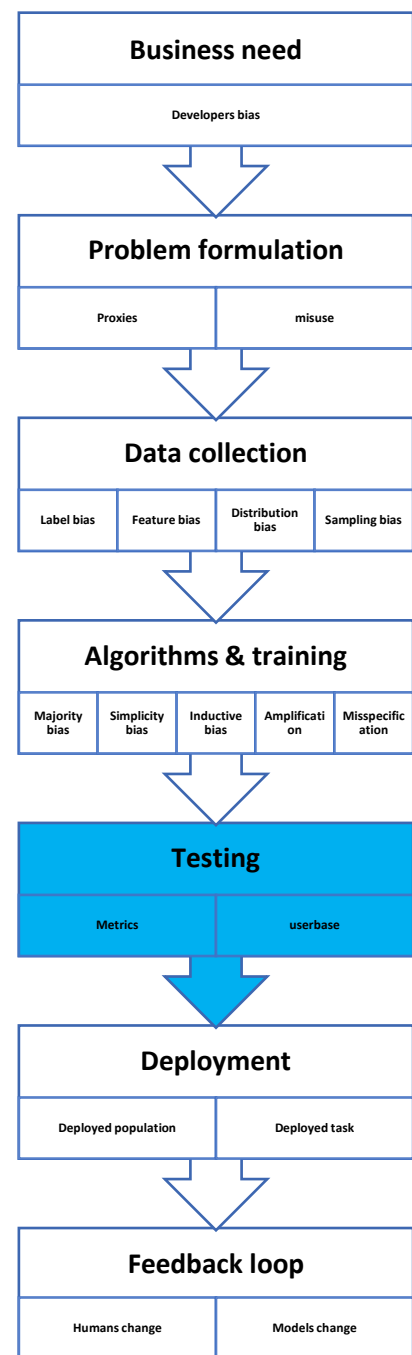 Business need
Developers bias
Problem formulation
Proxies
misuse
Data collection
Label bias
Feature bias
Distribution
bias
Sampling bias
Algorithms & training
Majority
bias
Simplicity
bias
Inductive
bias
Amplificati
on
Misspecific
ation
Testing
Metrics
userbase
Deployment
Deployed population
Deployed task
Feedback loop
Humans change
Models change